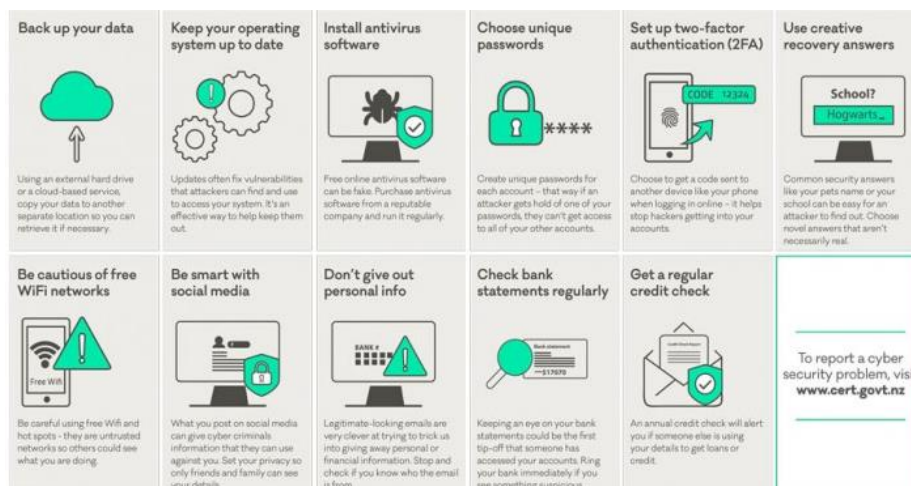 Back up your data
Using an external hard drive
or a cloud-based service,
copy your data to another
separate location so you can
retrieve it if necessary.
Keep your operating
system up to date
Updates often fix vulnerabilities
that attackers can find and use
to access your system. It's an
effective way to help keep them
out.
Install antivirus
software
Free online antivirus software
can be fake. Purchase antivirus
software from a reputable
company and run it regularly.
Choose unique
passwords
****
Create unique passwords for
each account – that way if an
attacker gets hold of one of your
passwords, they can't get access
to all of your other accounts.
Set up two-factor
authentication (2FA)
CODE 12324
Choose to get a code sent to
another device like your phone
when logging in online – it helps
stop hackers getting into your
accounts.
Use creative
recovery answers
School?
Hogwarts_
Common security answers
like your pets name or your
school can be easy for an
attacker to find out. Choose
novel answers that aren't
necessarily real.
Be cautious of free
WiFi networks
Free Wifi
Be careful using free Wifi and
hot spots – they are untrusted
networks so others could see
what you are doing.
Be smart with
social media
What you post on social media
can give cyber criminals
information that they can use
against you. Set your privacy so
only friends and family can see
your details.
Don't give out
personal info
BANK #
Legitimate-looking emails are
very clever at trying to trick us
into giving away personal or
financial information. Stop and
check if you know who the email
is from.
Check bank
statements regularly
Bank statement
—$17070
Keeping an eye on your bank
statements could be the first
tip-off that someone has
accessed your accounts. Ring
your bank immediately if you
see something suspicious.
Get a regular
credit check
Credit Check Report
An annual credit check will alert
you if someone else is using
your details to get loans or
credit.
To report a cyber
security problem, vis
www.cert.govt.nz